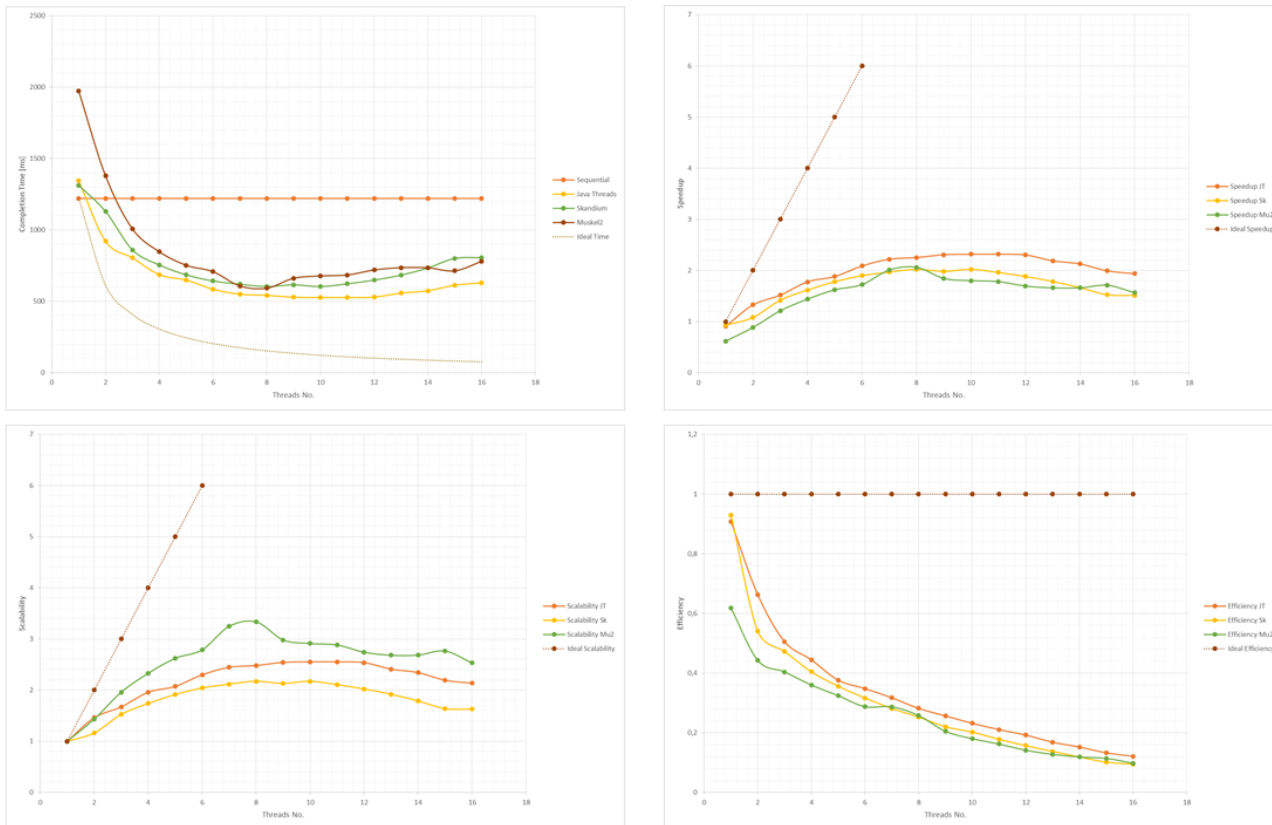 2500
2000
1500
1000
500
0
Completion Time [ms]
0 2 4 6 8 10 12 14 16 18
Threads No.
Sequential
Java Threads
Skandium
Muskel2
Ideal Time
7
6
5
4
3
2
1
0
Speedup
0 2 4 6 8 10 12 14 16 18
Threads No.
Speedup JT
Speedup Sk
Speedup Mu2
Ideal Speedup
7
6
5
4
3
2
1
0
Scalability
0 2 4 6 8 10 12 14 16 18
Threads No.
Scalability JT
Scalability Sk
Scalability Mu2
Ideal Scalability
1,2
1
0,8
0,6
0,4
0,2
0
Efficiency
0 2 4 6 8 10 12 14 16 18
Threads No.
Efficiency JT
Efficiency Sk
Efficiency Mu2
Ideal Efficiency